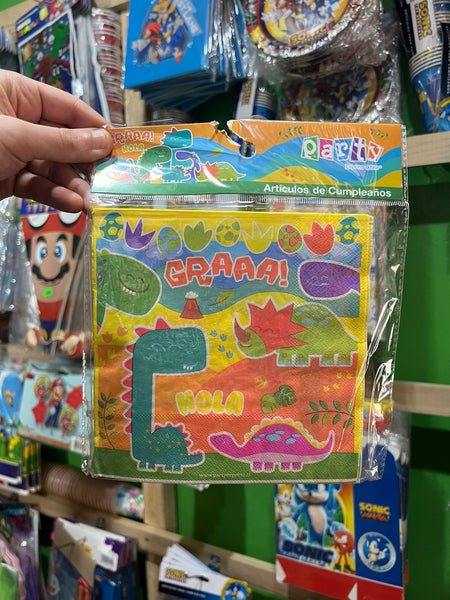 GRAAA!
HOLA
Party
Artículos de Cumpleaños
GRAAA!
HOLA
SONIC
SONIC